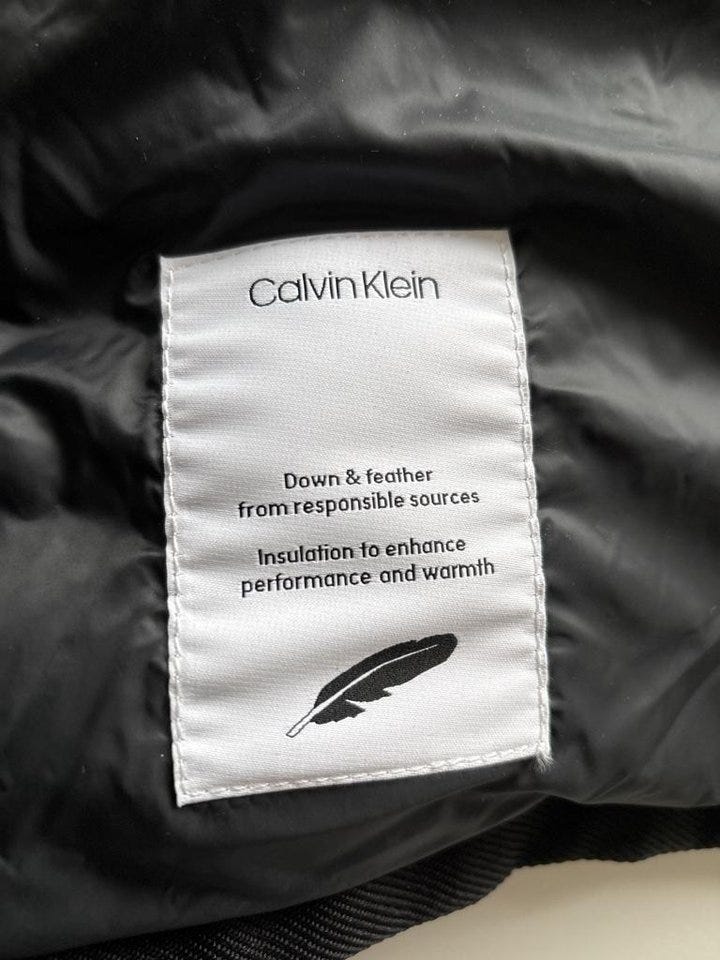 Calvin Klein
Down & feather
from responsible sources
Insulation to enhance
performance and warmth